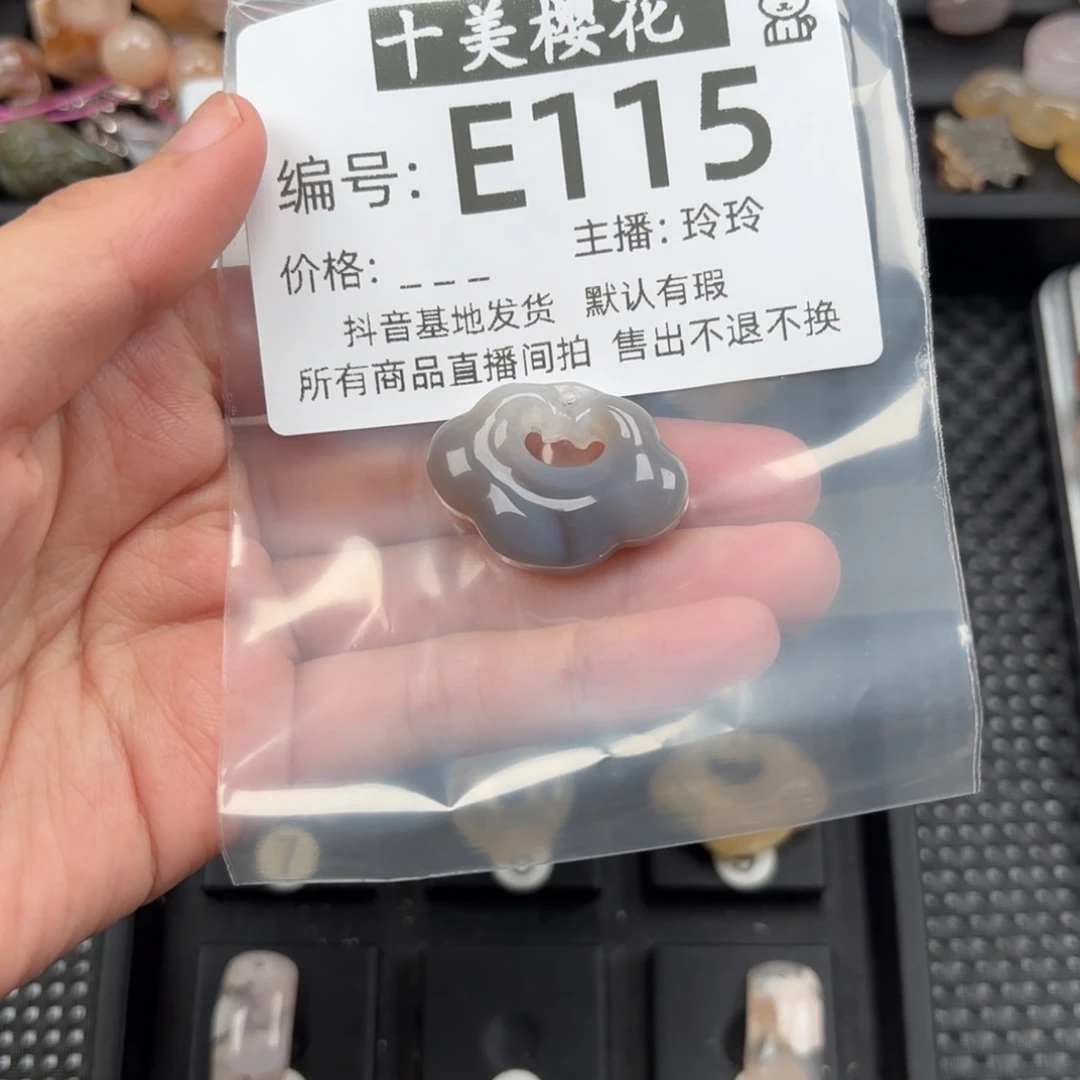 十美樱花
编号: E115
价格: _ _ _ 主播: 玲玲
抖音基地发货 默认有瑕
所有商品直播间拍 售出不退不换
7